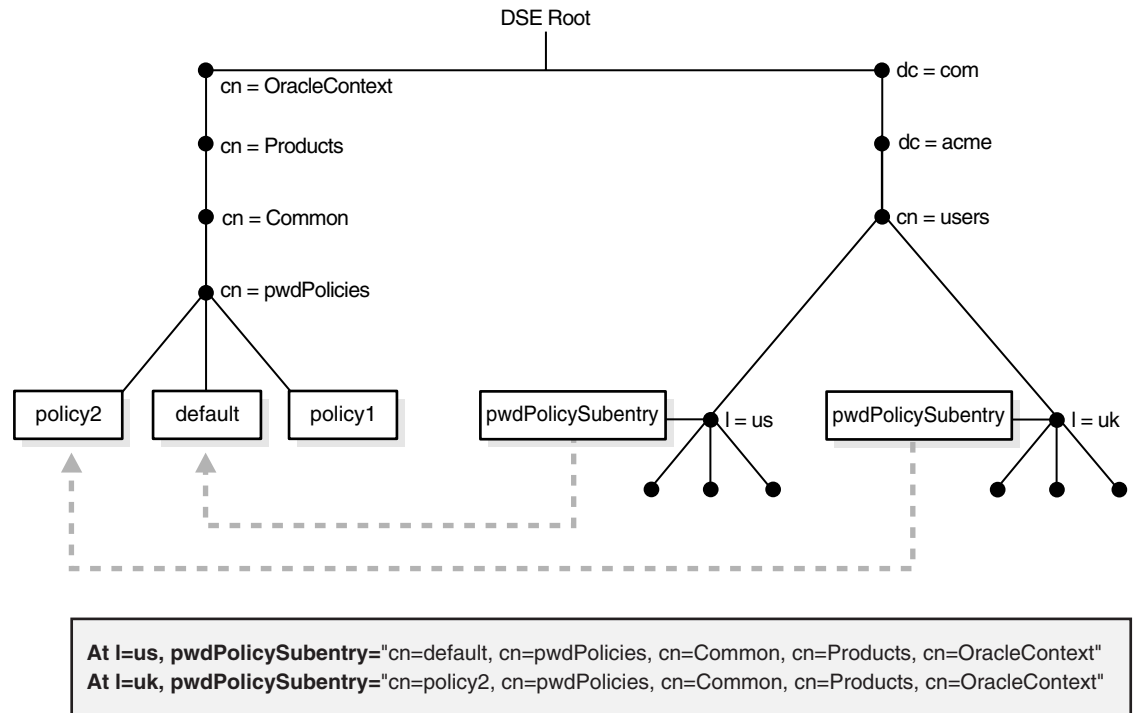 DSE Root
cn = OracleContext
dc = com
cn = Products
dc = acme
cn = Common
cn = users
cn = pwdPolicies
policy2
default
policy1
pwdPolicySubentry
l = us
pwdPolicySubentry
l = uk
At l=us, pwdPolicySubentry="cn=default, cn=pwdPolicies, cn=Common, cn=Products, cn=OracleContext"
At l=uk, pwdPolicySubentry="cn=policy2, cn=pwdPolicies, cn=Common, cn=Products, cn=OracleContext"